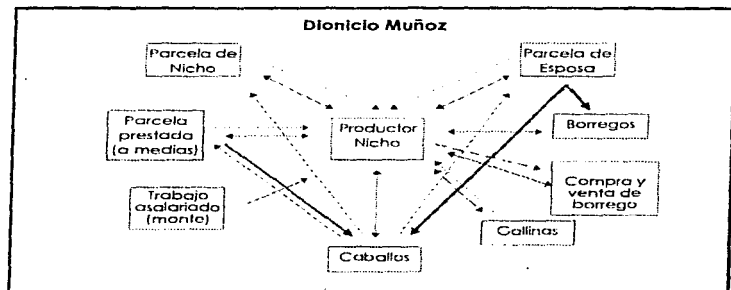 Dionicio Muñoz
Parcela de
Nicho
Parcela de
Esposa
Parcela
prestada
(a medias)
Productor
Nicho
Borregos
Trabajo
asalariado
(monte)
Compra y
venta de
borrego
Gallinas
Caballos